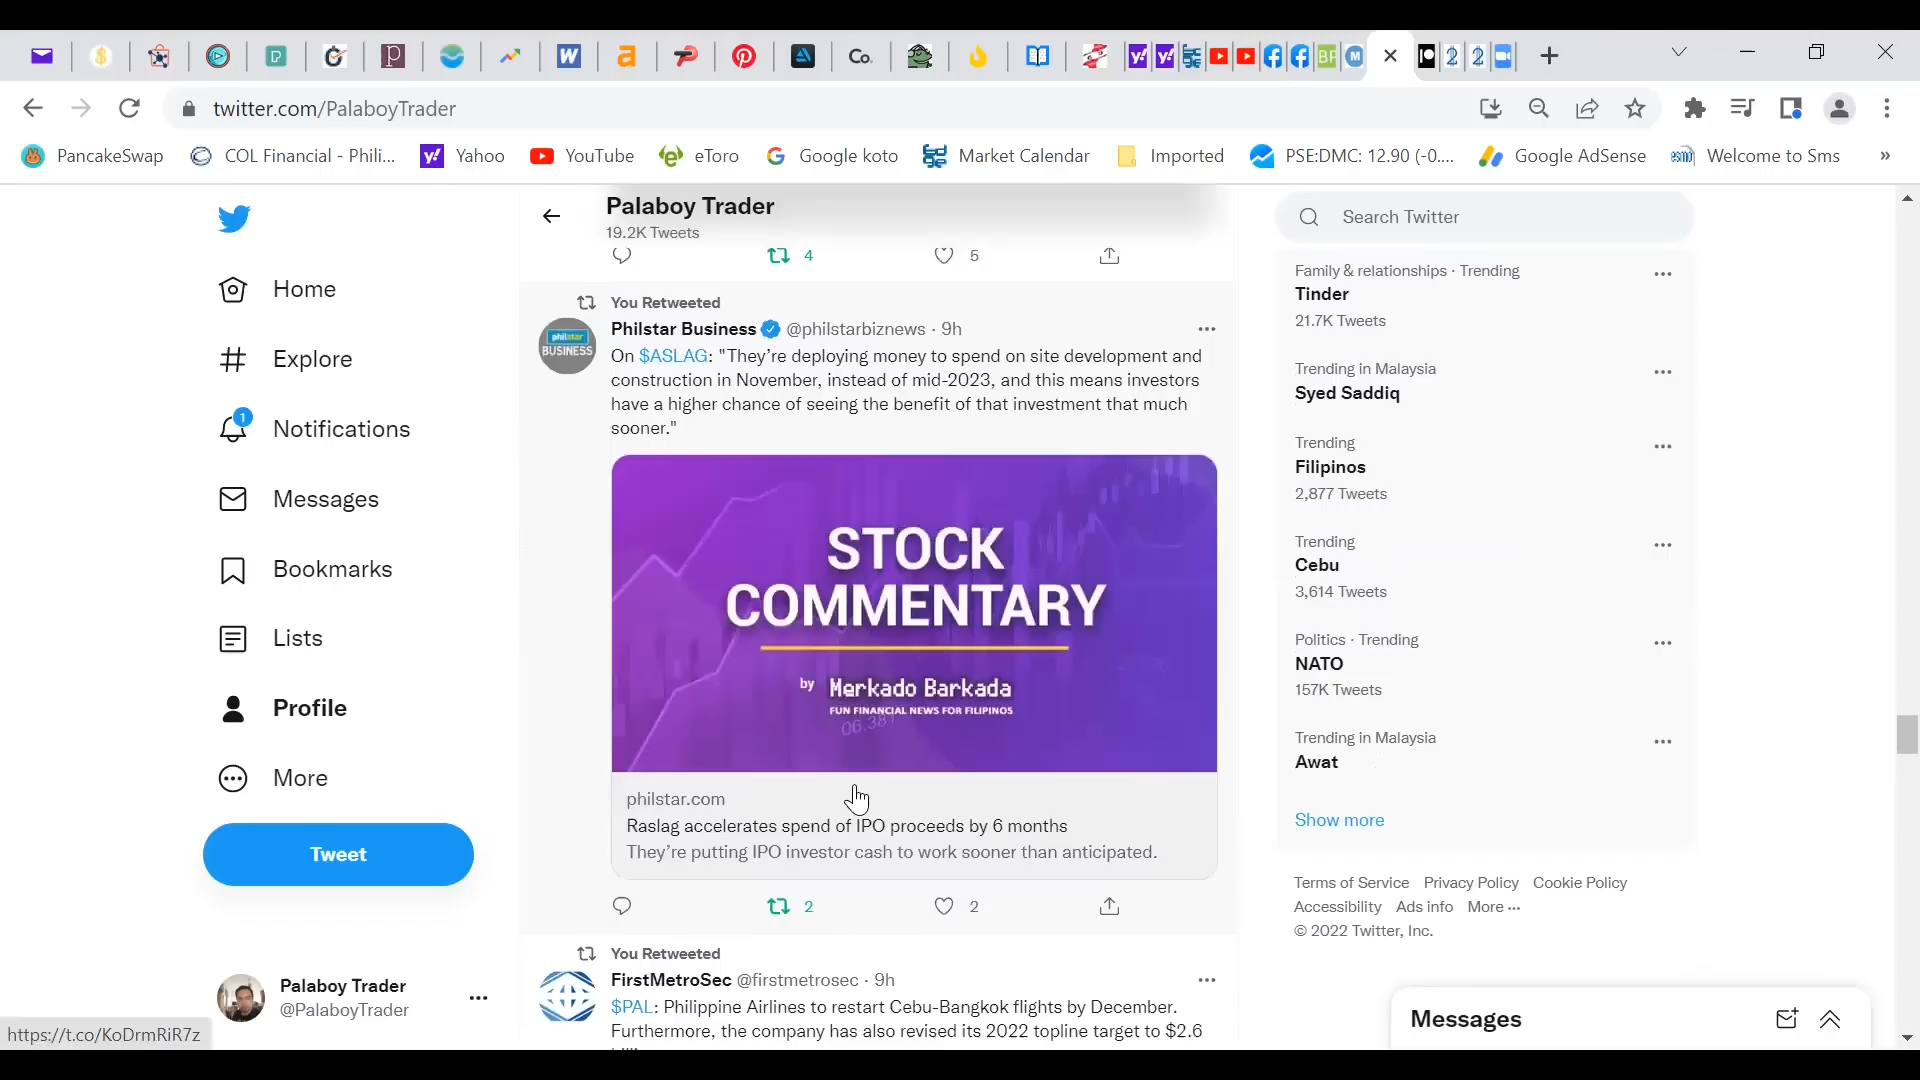 Co.
BF
twitter.com/PalaboyTrader
PancakeSwap
COL Financial - Phili...
Yahoo
YouTube
eToro
Google koto
Market Calendar
Imported
PSE:DMC: 12.90 (-0....
Google AdSense
Welcome to Sms
»
Home
Explore
1
Notifications
Messages
Bookmarks
Lists
Profile
More
Tweet
Palaboy Trader
@PalaboyTrader
https://t.co/KoDrmRiR7z
Palaboy Trader
19.2K Tweets
4
5
You Retweeted
Philstar Business @philstarbiznews · 9h
philstar
BUSINESS
On $ASLAG: "They're deploying money to spend on site development and
construction in November, instead of mid-2023, and this means investors
have a higher chance of seeing the benefit of that investment that much
sooner."
STOCK
COMMENTARY
by Merkado Barkada
FUN FINANCIAL NEWS FOR FILIPINOS
06.381
philstar.com
Raslag accelerates spend of IPO proceeds by 6 months
They're putting IPO investor cash to work sooner than anticipated.
2
2
You Retweeted
FirstMetroSec @firstmetrosec · 9h
$PAL: Philippine Airlines to restart Cebu-Bangkok flights by December.
Furthermore, the company has also revised its 2022 topline target to $2.6
Search Twitter
Family & relationships · Trending
Tinder
21.7K Tweets
Trending in Malaysia
Syed Saddiq
Trending
Filipinos
2,877 Tweets
Trending
Cebu
3,614 Tweets
Politics · Trending
NATO
157K Tweets
Trending in Malaysia
Awat
Show more
Terms of Service Privacy Policy Cookie Policy
Accessibility Ads info More ···
© 2022 Twitter, Inc.
Messages